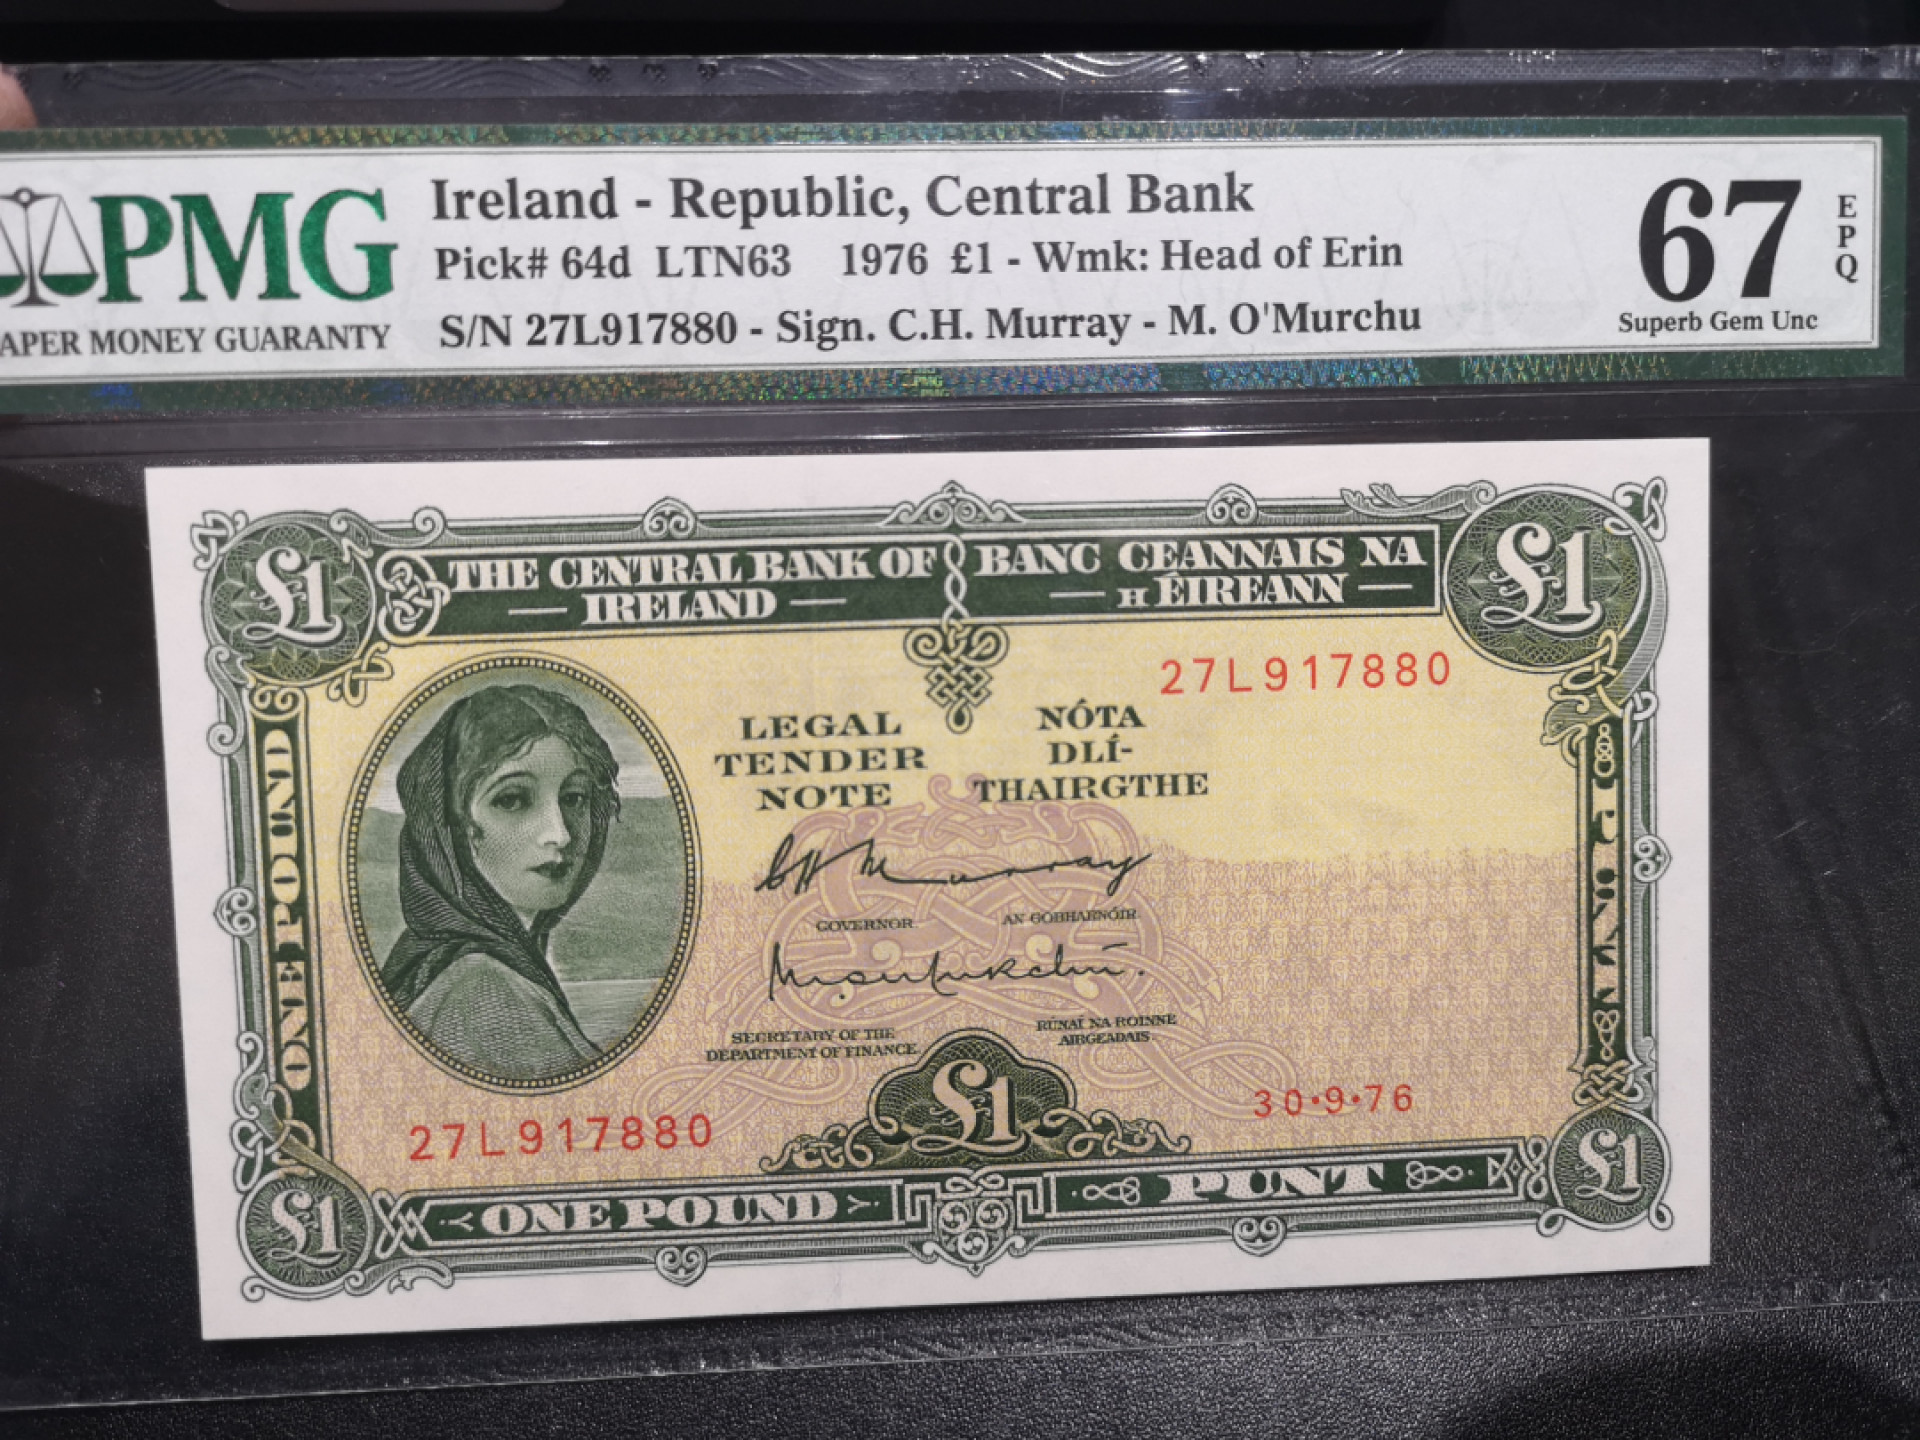 PMG
APER MONEY GUARANTY
Ireland - Republic, Central Bank
Pick# 64d LTN63 1976 £1 - Wmk: Head of Erin
S/N 27L917880 - Sign. C.H. Murray - M. O'Murchu
67
EPQ
Superb Gem Unc
£1
THE CENTRAL BANK OF
IRELAND
BANC CEANNAIS NA
H ÉIREANN
£1
27L917880
LEGAL
TENDER
NOTE
NÓTA
DLÍ-
THAIRGTHE
ONE POUND
PUNT
CH Murray
GOVERNOR
AN GOBHARNÓIR
SECRETARY OF THE
DEPARTMENT OF FINANCE
RÚNAÍ NA ROINNE
AIRGEADAIS
£1
30·9·76
27L917880
£1
ONE POUND
PUNT
£1